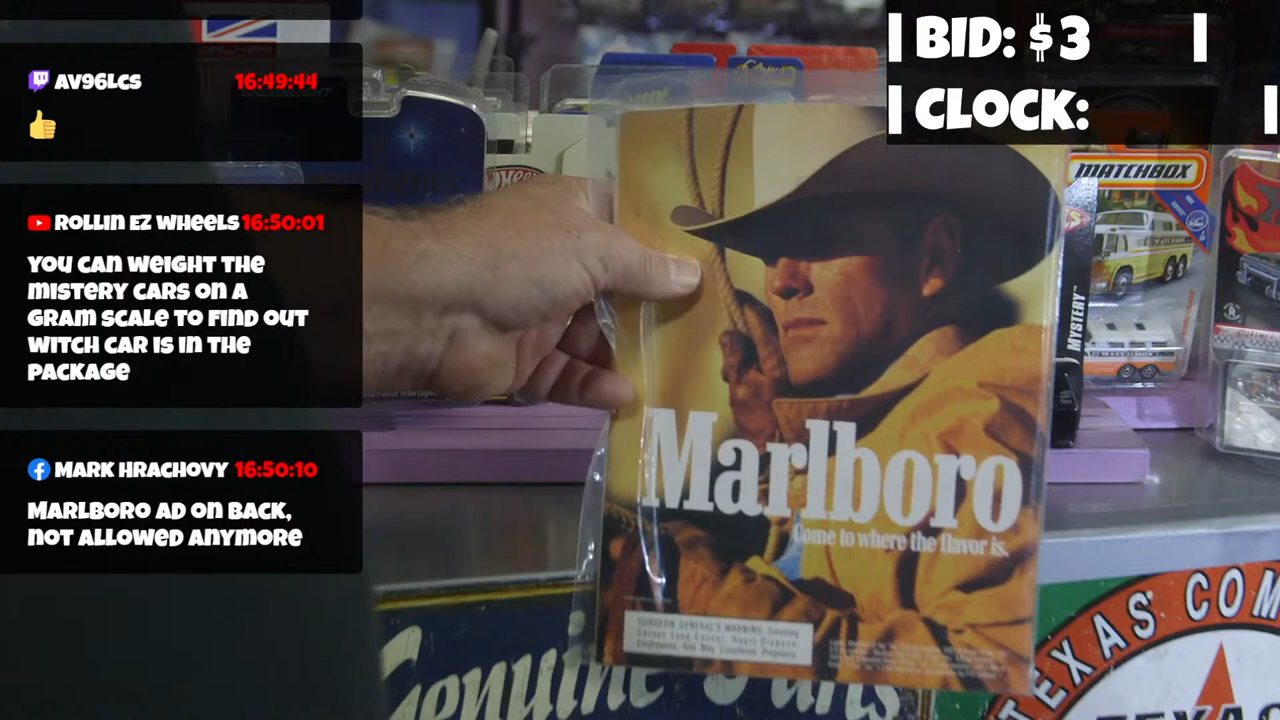 | BID: $3 |
| CLOCK: |
AV96LCS 16:49:44
👍
ROLLIN EZ WHEELS 16:50:01
YOU CAN WEIGHT THE
MISTERY CARS ON A
GRAM SCALE TO FIND OUT
WITCH CAR IS IN THE
PACKAGE
MARK HRACHOVY 16:50:10
MARLBORO AD ON BACK,
NOT ALLOWED ANYMORE
MATCHBOX
MYSTERY
Marlboro
Come to where the flavor is.
SURGEON GENERAL'S WARNING: Smoking
Causes Lung Cancer, Heart Disease,
Emphysema, And May Complicate Pregnancy.
Genuine Parts
TEXAS COM
TEXAS